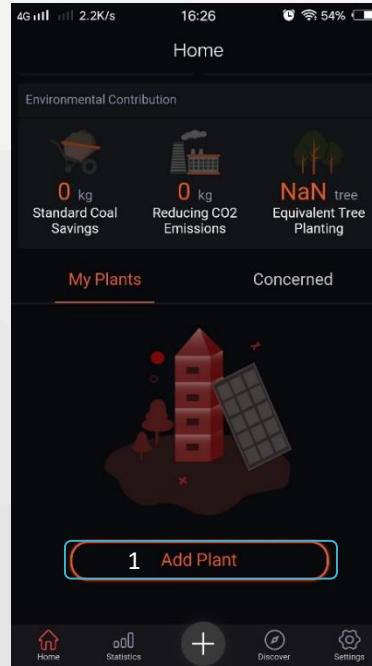 4G 2.2K/s 16:26 54%
Home
Environmental Contribution
0 kg
Standard Coal
Savings
0 kg
Reducing CO2
Emissions
NaN tree
Equivalent Tree
Planting
My Plants Concerned
1 Add Plant
Home Statistics + Discover Settings